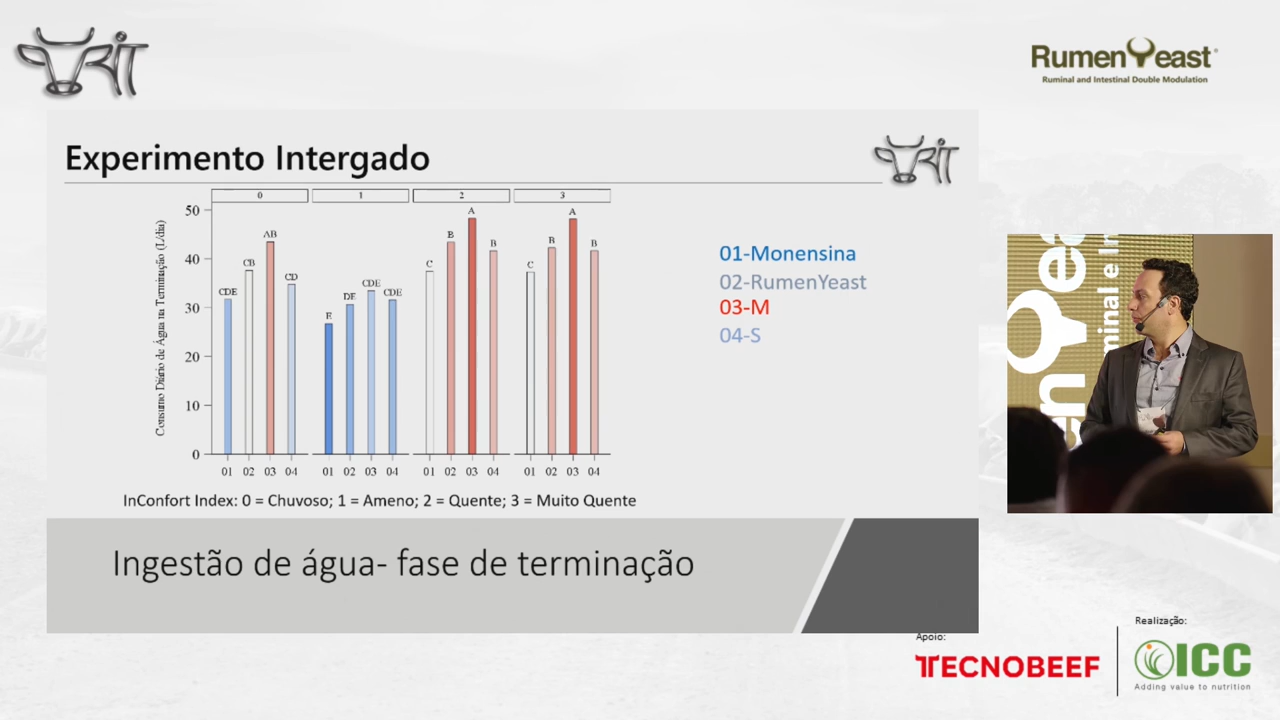 RIT
RumenYeast®
Ruminal and Intestinal Double Modulation
Experimento Intergado
RIT
0 1 2 3
Consumo Diário de Água na Terminação (L/dia)
50
40
30
20
10
0
CDE CB AB CD
E DE CDE CDE
C B A B
C B A B
01 02 03 04 01 02 03 04 01 02 03 04 01 02 03 04
01-Monensina
02-RumenYeast
03-M
04-S
InConfort Index: 0 = Chuvoso; 1 = Ameno; 2 = Quente; 3 = Muito Quente
Ingestão de água- fase de terminação
Apoio:
TECNOBEEF
Realização:
ICC
Adding value to nutrition